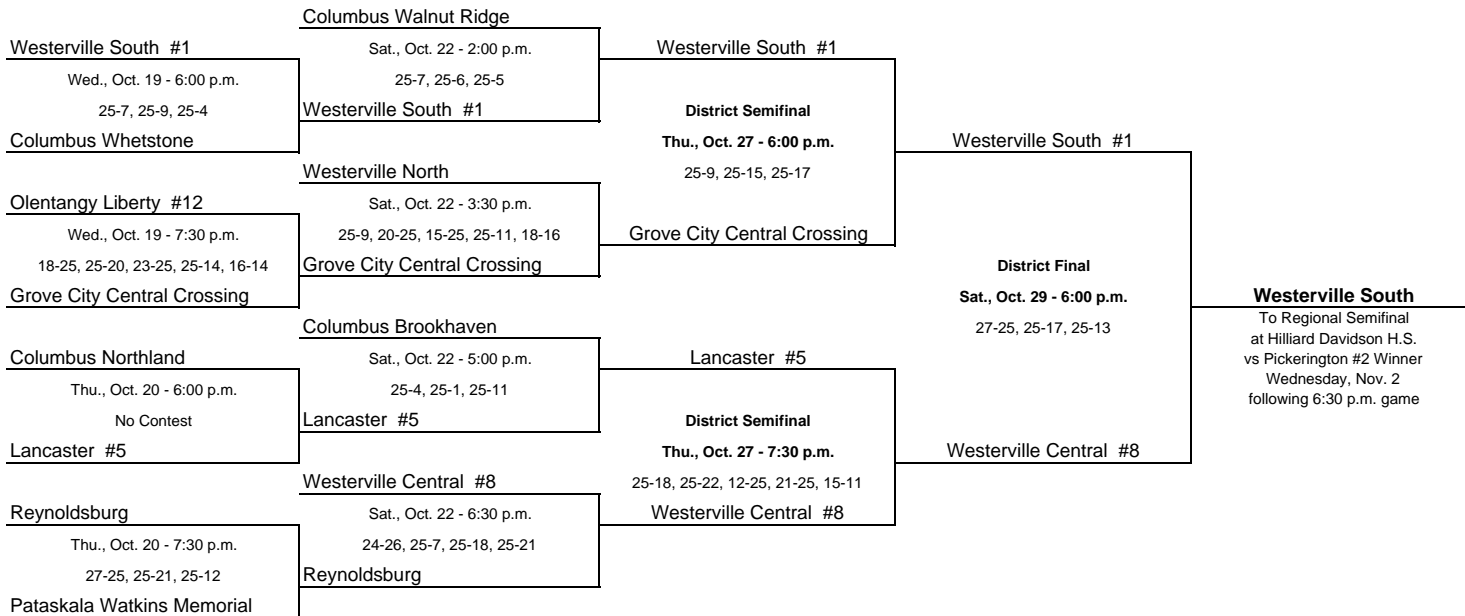 Columbus Walnut Ridge
Westerville South #1
Sat., Oct. 22 - 2:00 p.m.
Westerville South #1
Wed., Oct. 19 - 6:00 p.m.
25-7, 25-6, 25-5
25-7, 25-9, 25-4
Westerville South #1
District Semifinal
Columbus Whetstone
Thu., Oct. 27 - 6:00 p.m.
Westerville South #1
Westerville North
25-9, 25-15, 25-17
Olentangy Liberty #12
Sat., Oct. 22 - 3:30 p.m.
Wed., Oct. 19 - 7:30 p.m.
25-9, 20-25, 15-25, 25-11, 18-16
Grove City Central Crossing
18-25, 25-20, 23-25, 25-14, 16-14
Grove City Central Crossing
District Final
Grove City Central Crossing
Sat., Oct. 29 - 6:00 p.m.
Westerville South
Columbus Brookhaven
27-25, 25-17, 25-13
To Regional Semifinal
at Hilliard Davidson H.S.
Columbus Northland
Sat., Oct. 22 - 5:00 p.m.
Lancaster #5
vs Pickerington #2 Winner
Thu., Oct. 20 - 6:00 p.m.
25-4, 25-1, 25-11
Wednesday, Nov. 2
following 6:30 p.m. game
No Contest
Lancaster #5
District Semifinal
Lancaster #5
Thu., Oct. 27 - 7:30 p.m.
Westerville Central #8
Westerville Central #8
25-18, 25-22, 12-25, 21-25, 15-11
Reynoldsburg
Sat., Oct. 22 - 6:30 p.m.
Westerville Central #8
Thu., Oct. 20 - 7:30 p.m.
24-26, 25-7, 25-18, 25-21
27-25, 25-21, 25-12
Reynoldsburg
Pataskala Watkins Memorial